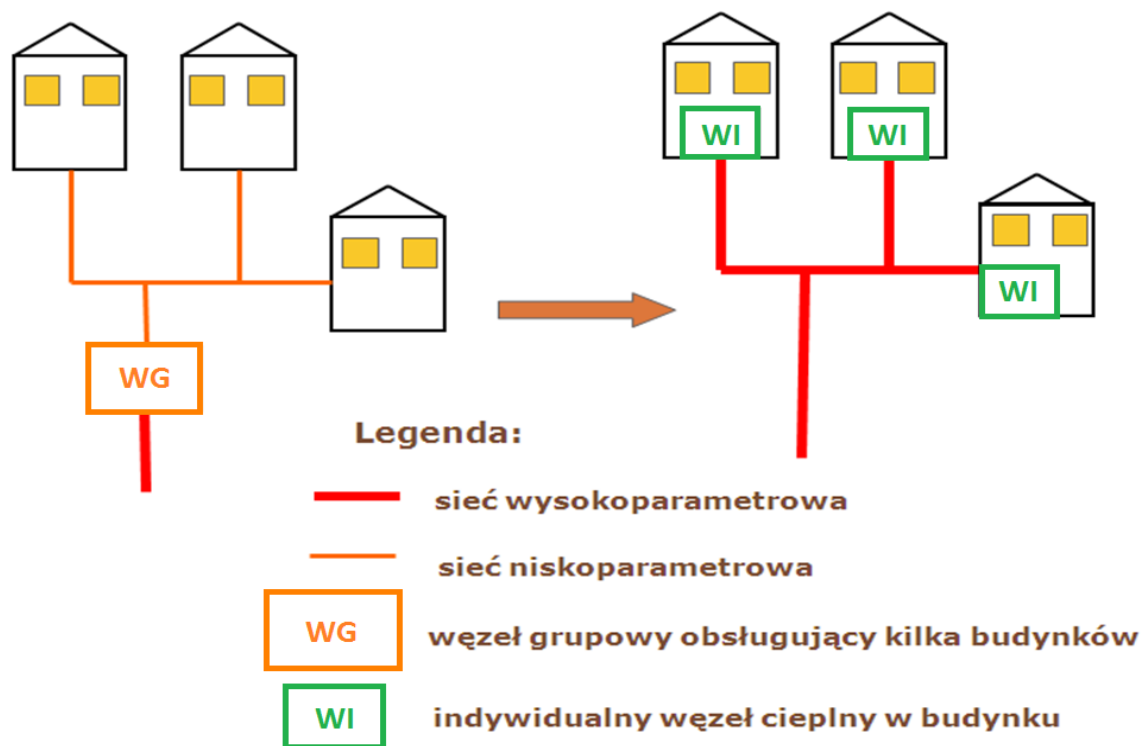 WI
WI
WI
WG
Legenda:
sieć wysokoparametrowa
sieć niskoparametrowa
WG
węzeł grupowy obsługujący kilka budynków
WI
indywidualny węzeł cieplny w budynku